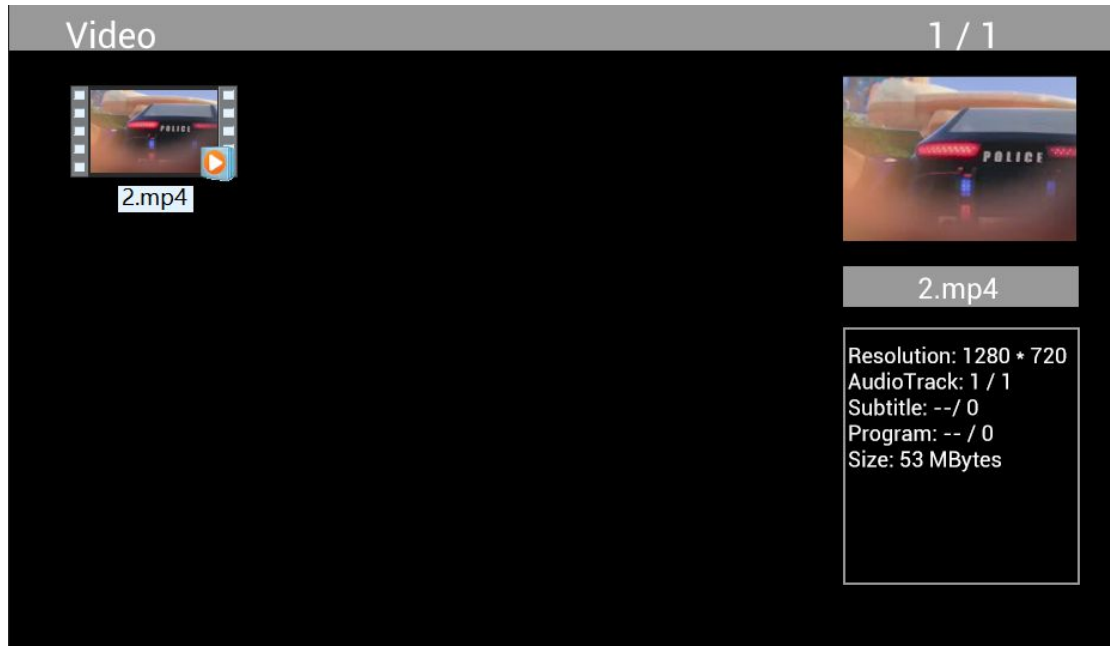 Video
1 / 1
POLICE
2.mp4
POLICE
2.mp4
Resolution: 1280 * 720
AudioTrack: 1 / 1
Subtitle: --/ 0
Program: -- / 0
Size: 53 MBytes